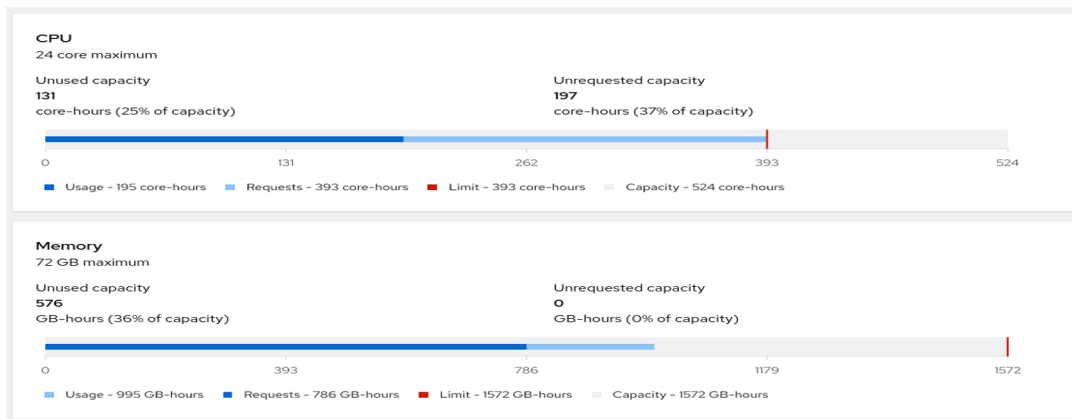 CPU
24 core maximum
Unused capacity
131
core-hours (25% of capacity)
Unrequested capacity
197
core-hours (37% of capacity)
0 131 262 393 524
Usage - 195 core-hours Requests - 393 core-hours Limit - 393 core-hours Capacity - 524 core-hours
Memory
72 GB maximum
Unused capacity
576
GB-hours (36% of capacity)
Unrequested capacity
0
GB-hours (0% of capacity)
0 393 786 1179 1572
Usage - 995 GB-hours Requests - 786 GB-hours Limit - 1572 GB-hours Capacity - 1572 GB-hours